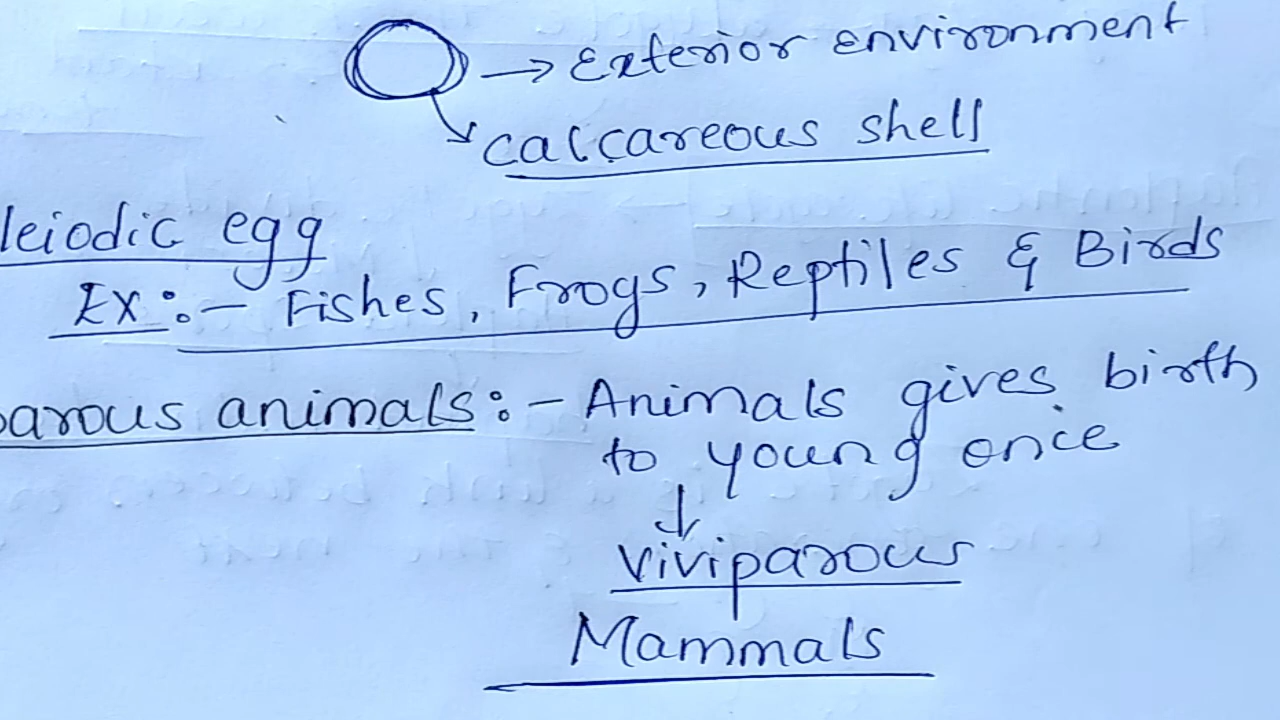 → Exterior environment
calcareous shell
leiodic egg
Ex:- Fishes, Frogs, Reptiles & Birds
parous animals:- Animals gives birth
to young once
↓
viviparous
Mammals